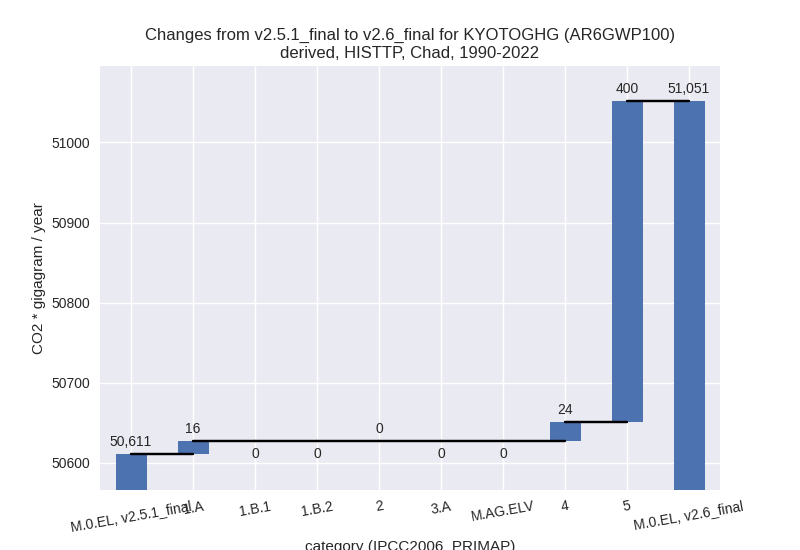 Changes from v2.5.1_final to v2.6_final for KYOTOGHG (AR6GWP100)
derived, HISTTP, Chad, 1990-2022
400
51,051
51000
50900
CO2 * gigagram / year
50800
50700
24
0
16
50,611
0
0
0
0
50600
M.0.EL, v2.5.1_final
1.A
1.B.1
1.B.2
2
3.A
M.AG.ELV
4
5
M.0.EL, v2.6_final
category (IPCC2006_PRIMAP)